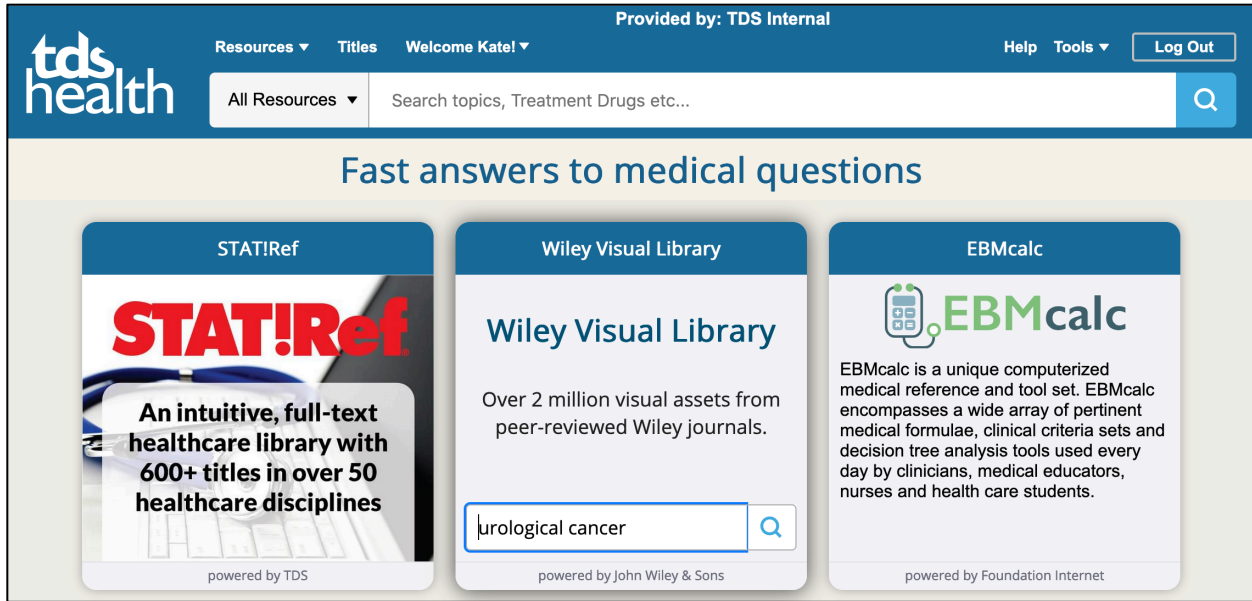 Provided by: TDS Internal
tds
health
Resources ▼ Titles Welcome Kate! ▼ Help Tools ▼ Log Out
All Resources ▼ Search topics, Treatment Drugs etc...
Fast answers to medical questions
STAT!Ref
STAT!Ref
An intuitive, full-text
healthcare library with
600+ titles in over 50
healthcare disciplines
powered by TDS
Wiley Visual Library
Wiley Visual Library
Over 2 million visual assets from
peer-reviewed Wiley journals.
urological cancer
powered by John Wiley & Sons
EBMcalc
EBMcalc
EBMcalc is a unique computerized
medical reference and tool set. EBMcalc
encompasses a wide array of pertinent
medical formulae, clinical criteria sets and
decision tree analysis tools used every
day by clinicians, medical educators,
nurses and health care students.
powered by Foundation Internet